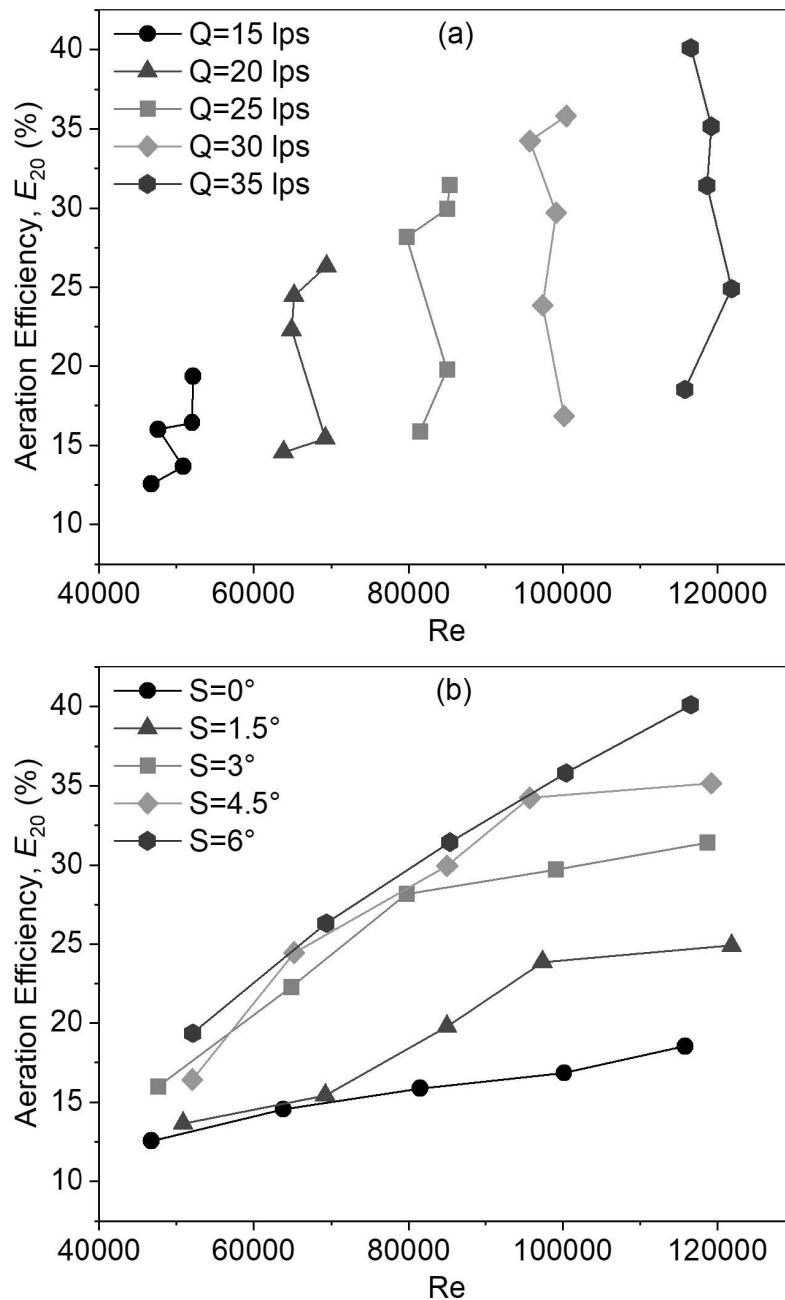 (a)
Q=15 lps
Q=20 lps
Q=25 lps
Q=30 lps
Q=35 lps
Aeration Efficiency, E20 (%)
40
35
30
25
20
15
10
40000 60000 80000 100000 120000
Re
(b)
S=0°
S=1.5°
S=3°
S=4.5°
S=6°
Aeration Efficiency, E20 (%)
40
35
30
25
20
15
10
40000 60000 80000 100000 120000
Re